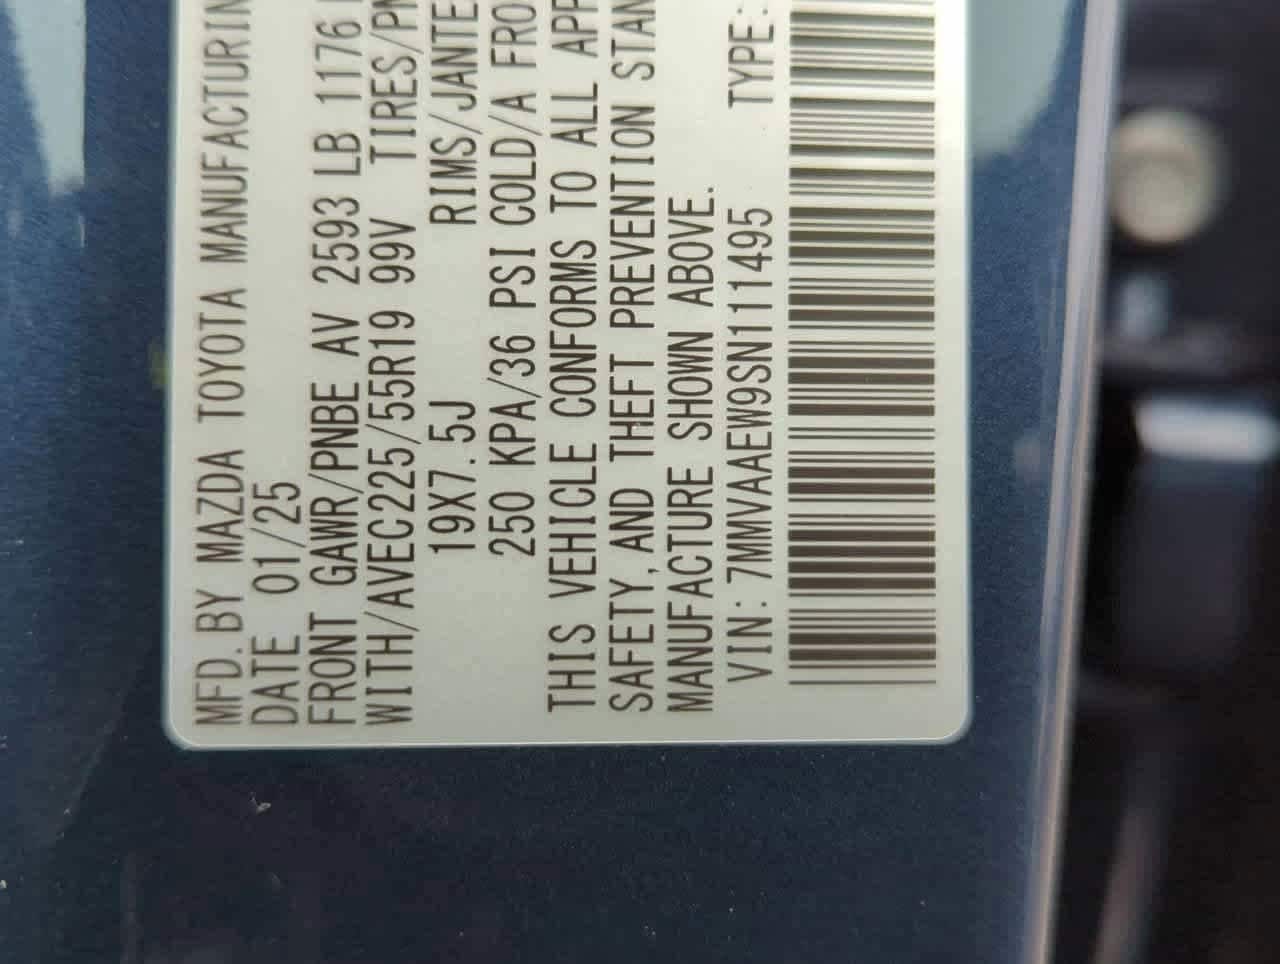 MFD. BY MAZDA TOYOTA MANUFACTURIN
DATE 01/25
FRONT GAWR/PNBE AV 2593 LB 1176
WITH/AVEC225/55R19 99V TIRES/PN
19X7.5J RIMS/JANTE
250 KPA/36 PSI COLD/A FRO
THIS VEHICLE CONFORMS TO ALL APP
SAFETY,AND THEFT PREVENTION STAN
MANUFACTURE SHOWN ABOVE.
VIN: 7MMVAAEW9SN111495 TYPE: